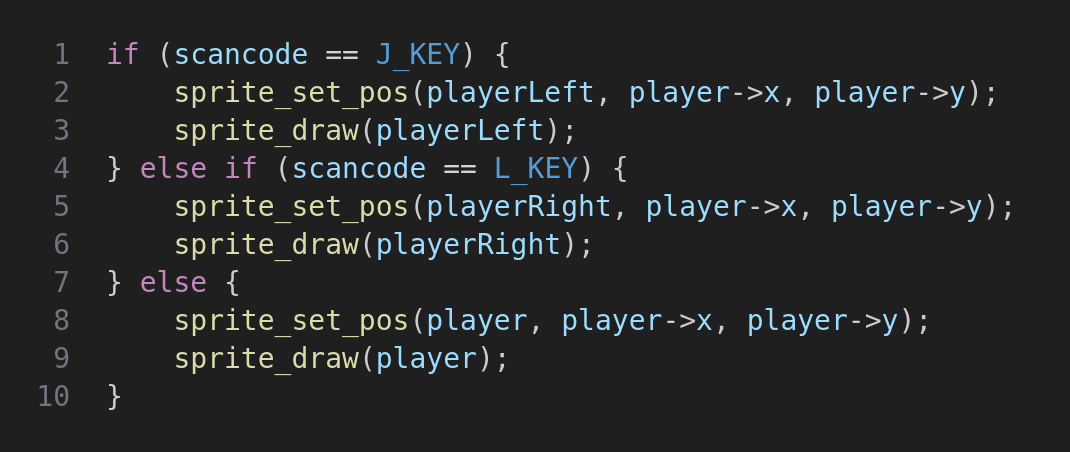 1 if (scancode == J_KEY) {
2     sprite_set_pos(playerLeft, player->x, player->y);
3     sprite_draw(playerLeft);
4 } else if (scancode == L_KEY) {
5     sprite_set_pos(playerRight, player->x, player->y);
6     sprite_draw(playerRight);
7 } else {
8     sprite_set_pos(player, player->x, player->y);
9     sprite_draw(player);
10 }